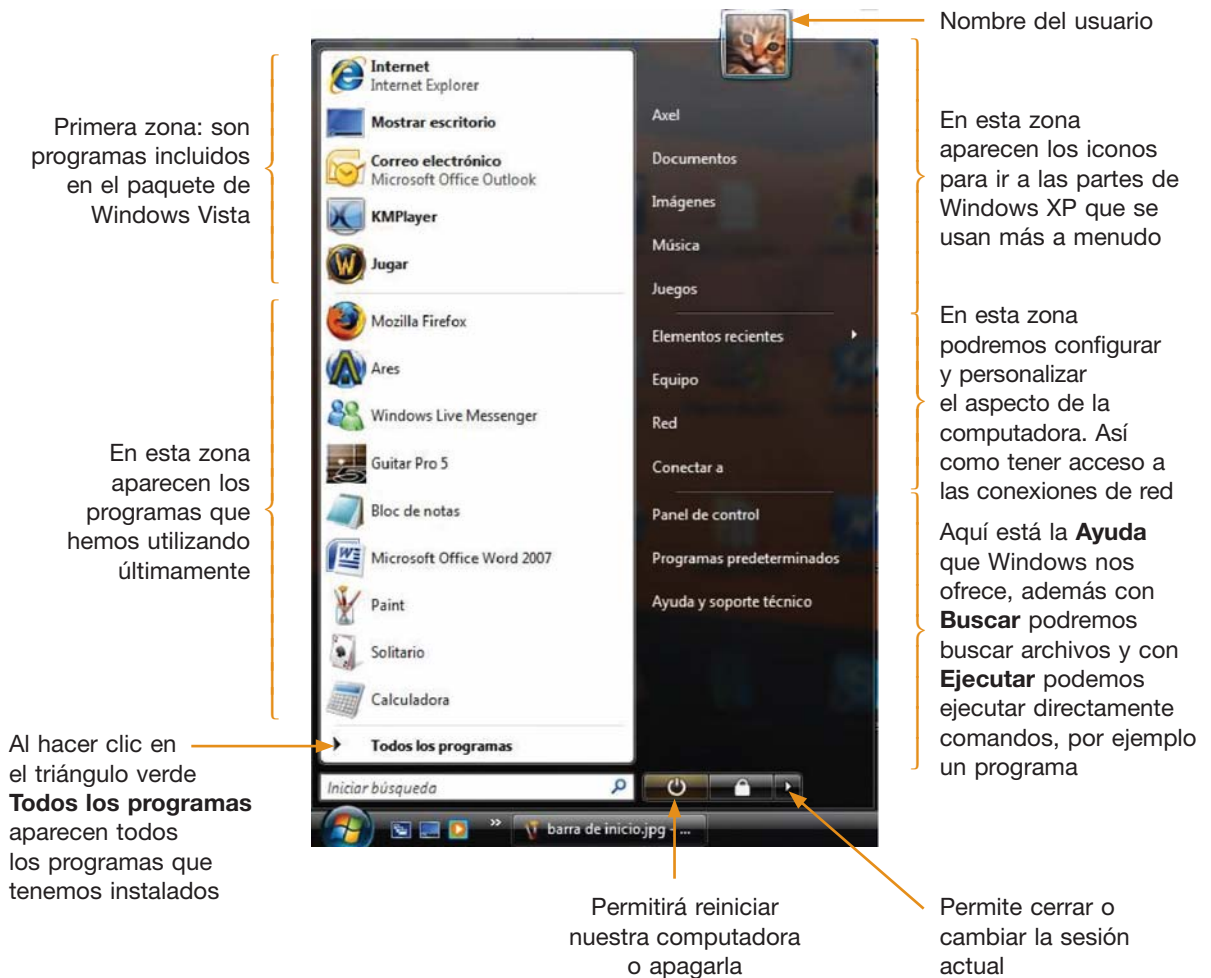 Nombre del usuario
Primera zona: son
programas incluidos
en el paquete de
Windows Vista
En esta zona
aparecen los
programas que
hemos utilizando
últimamente
Al hacer clic en
el triángulo verde
Todos los programas
aparecen todos
los programas que
tenemos instalados
Internet
Internet Explorer
Mostrar escritorio
Correo electrónico
Microsoft Office Outlook
KMPlayer
Jugar
Mozilla Firefox
Ares
Windows Live Messenger
Guitar Pro 5
Bloc de notas
Microsoft Office Word 2007
Paint
Solitario
Calculadora
Todos los programas
Iniciar búsqueda
Axel
Documentos
Imágenes
Música
Juegos
Elementos recientes
Equipo
Red
Conectar a
Panel de control
Programas predeterminados
Ayuda y soporte técnico
» barra de inicio.jpg - ...
En esta zona
aparecen los iconos
para ir a las partes de
Windows XP que se
usan más a menudo
En esta zona
podremos configurar
y personalizar
el aspecto de la
computadora. Así
como tener acceso a
las conexiones de red
Aquí está la Ayuda
que Windows nos
ofrece, además con
Buscar podremos
buscar archivos y con
Ejecutar podemos
ejecutar directamente
comandos, por ejemplo
un programa
Permitirá reiniciar
nuestra computadora
o apagarla
Permite cerrar o
cambiar la sesión
actual